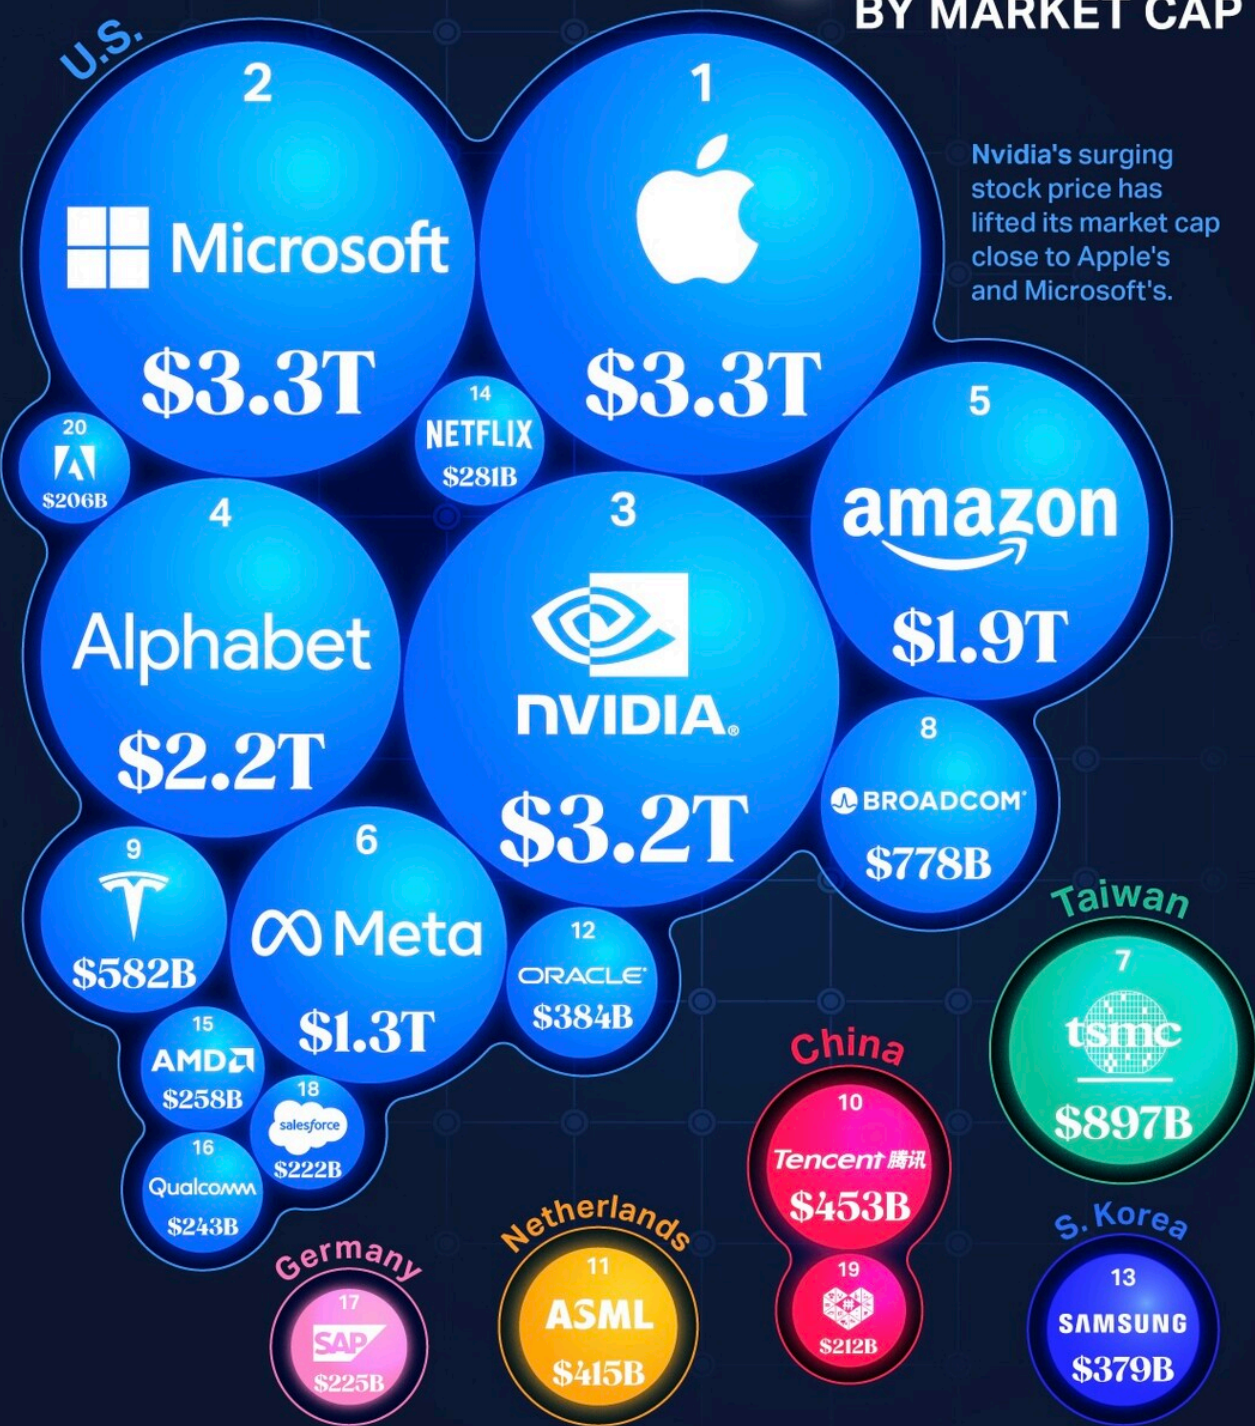 BY MARKET CAP
U.S.
2
Microsoft
$3.3T
1
$3.3T
Nvidia's surging
stock price has
lifted its market cap
close to Apple's
and Microsoft's.
20
$206B
14
NETFLIX
$281B
5
amazon
$1.9T
4
Alphabet
$2.2T
3
NVIDIA®
$3.2T
8
BROADCOM®
$778B
9
$582B
6
Meta
$1.3T
12
ORACLE®
$384B
15
AMD
$258B
18
salesforce
$222B
16
Qualcomm
$243B
Taiwan
7
tsmc
$897B
China
10
Tencent 腾讯
$453B
19
$212B
Germany
17
SAP
$225B
Netherlands
11
ASML
$415B
S. Korea
13
SAMSUNG
$379B